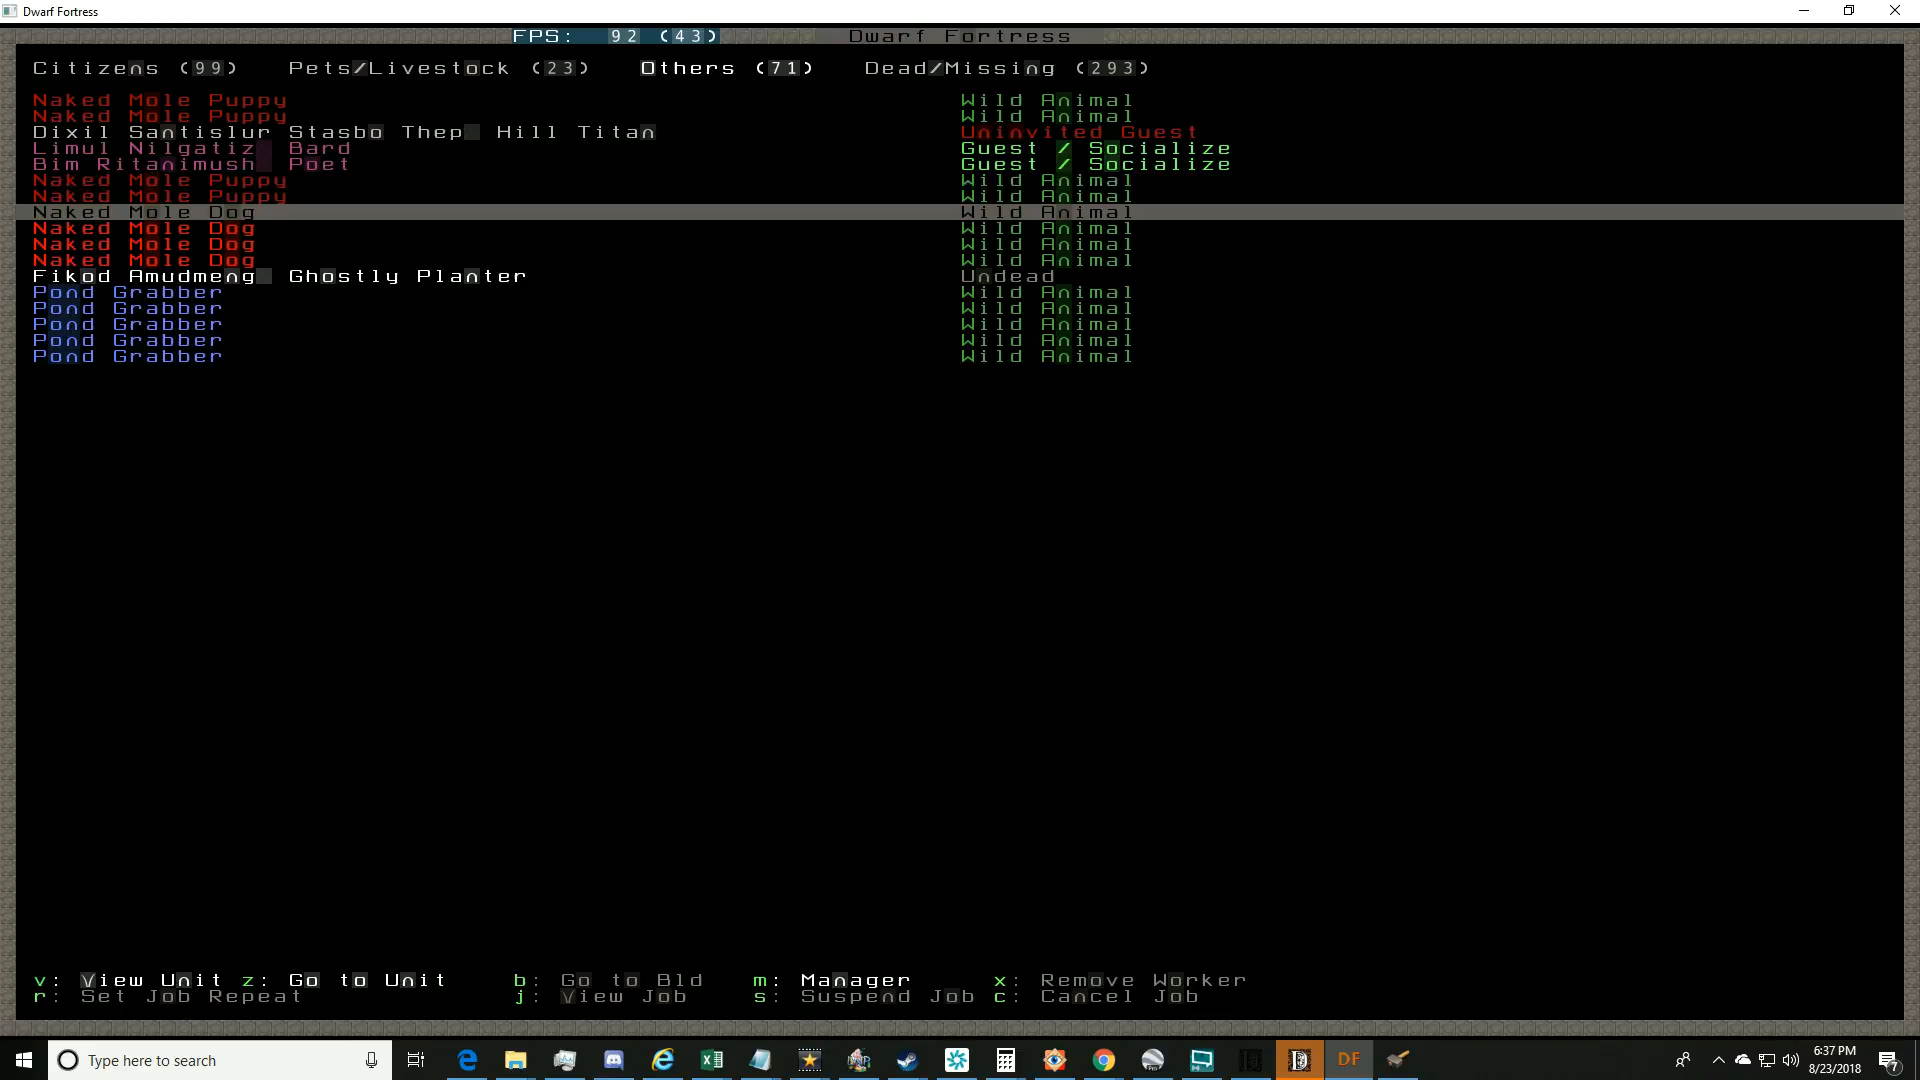 Dwarf Fortress
FPS: 92 (43) Dwarf Fortress
Citizens (99) Pets/Livestock (23) Others (71) Dead/Missing (293)
Naked Mole Puppy Wild Animal
Naked Mole Puppy Wild Animal
Dixil Santislur Stasbo Thep Hill Titan Uninvited Guest
Limul Nilgatiz Bard Guest / Socialize
Bim Ritanimush Poet Guest / Socialize
Naked Mole Puppy Wild Animal
Naked Mole Puppy Wild Animal
Naked Mole Dog Wild Animal
Naked Mole Dog Wild Animal
Naked Mole Dog Wild Animal
Naked Mole Dog Wild Animal
Fikod Amudmeng Ghostly Planter Undead
Pond Grabber Wild Animal
Pond Grabber Wild Animal
Pond Grabber Wild Animal
Pond Grabber Wild Animal
Pond Grabber Wild Animal
v: View Unit z: Go to Unit b: Go to Bld m: Manager x: Remove Worker
r: Set Job Repeat j: View Job s: Suspend Job c: Cancel Job
Type here to search DF 6:37 PM
8/23/2018 7